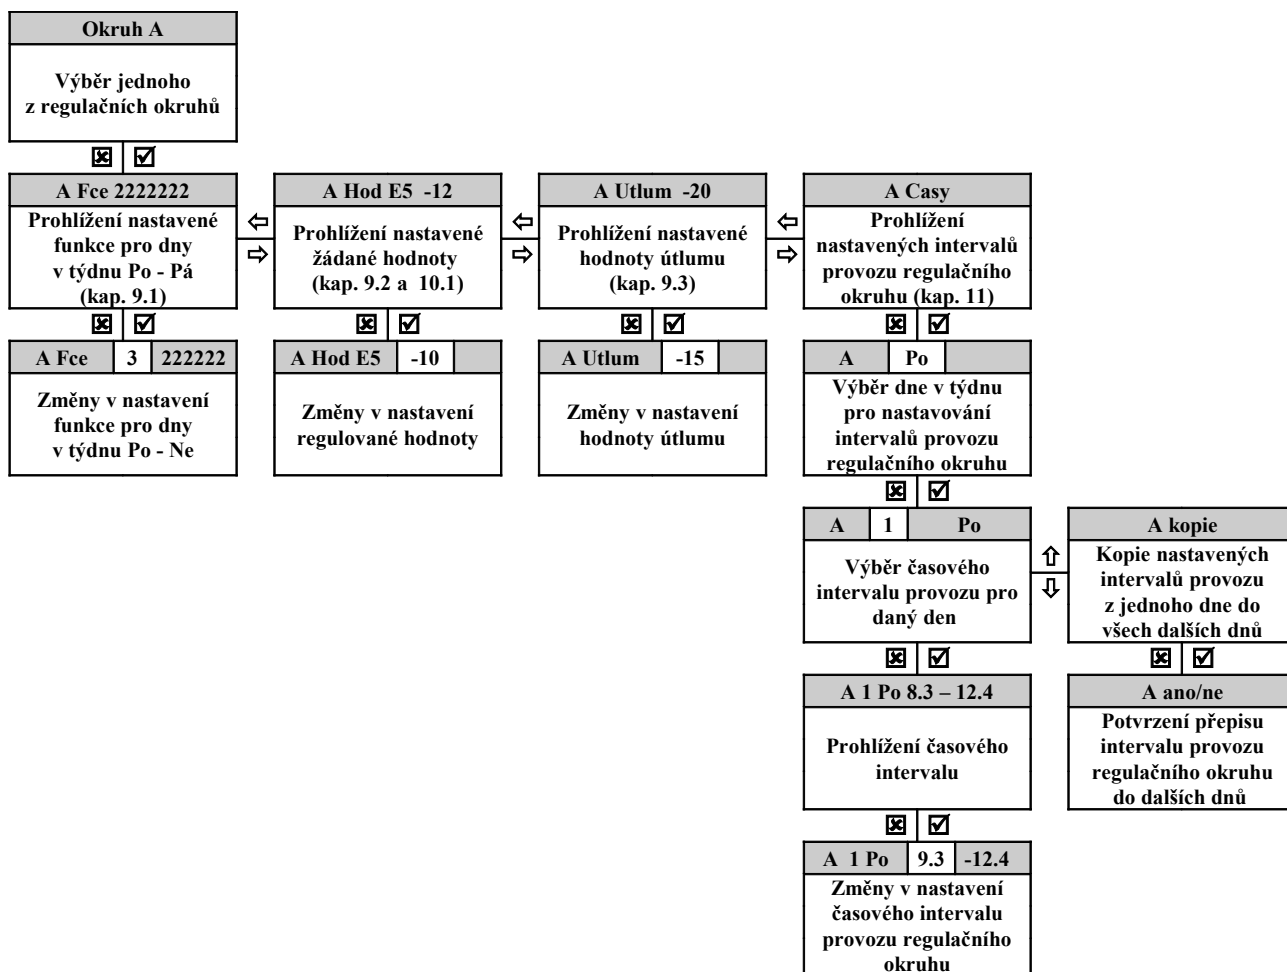 Okruh A
Výběr jednoho
z regulačních okruhů
A Fce 2222222
Prohlížení nastavené
funkce pro dny
v týdnu Po - Pá
(kap. 9.1)
A Hod E5 -12
Prohlížení nastavené
žádané hodnoty
(kap. 9.2 a 10.1)
A Utlum -20
Prohlížení nastavené
hodnoty útlumu
(kap. 9.3)
A Casy
Prohlížení
nastavených intervalů
provozu regulačního
okruhu (kap. 11)
A Fce 3 222222
Změny v nastavení
funkce pro dny
v týdnu Po - Ne
A Hod E5 -10
Změny v nastavení
regulované hodnoty
A Utlum -15
Změny v nastavení
hodnoty útlumu
A Po
Výběr dne v týdnu
pro nastavování
intervalů provozu
regulačního okruhu
A 1 Po
Výběr časového
intervalu provozu pro
daný den
A kopie
Kopie nastavených
intervalů provozu
z jednoho dne do
všech dalších dnů
A 1 Po 8.3 – 12.4
Prohlížení časového
intervalu
A ano/ne
Potvrzení přepisu
intervalu provozu
regulačního okruhu
do dalších dnů
A 1 Po 9.3 -12.4
Změny v nastavení
časového intervalu
provozu regulačního
okruhu